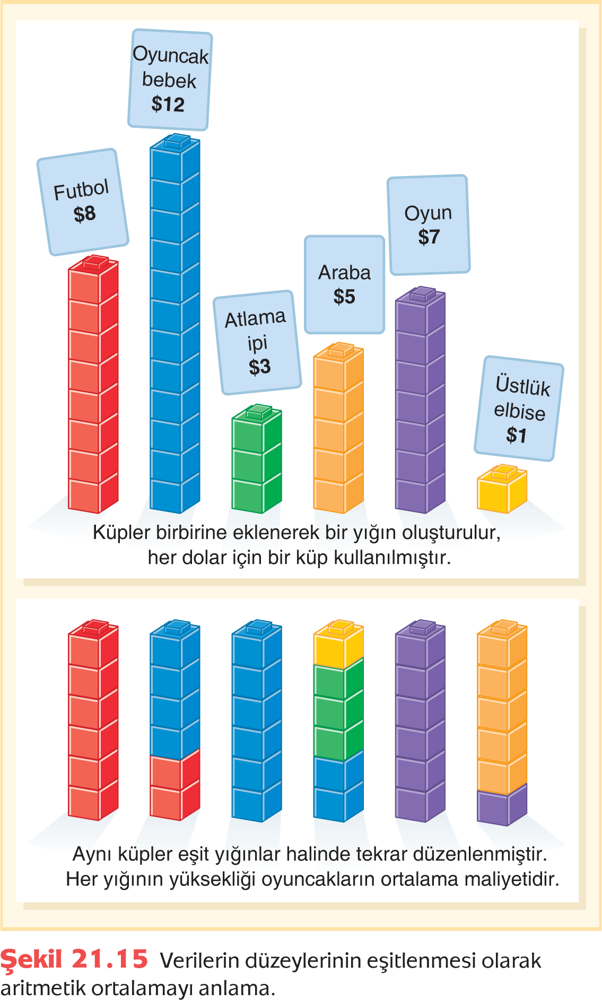 Oyuncak
bebek
$12
Futbol
$8
Oyun
$7
Araba
$5
Atlama
ipi
$3
Üstlük
elbise
$1
Küpler birbirine eklenerek bir yığın oluşturulur,
her dolar için bir küp kullanılmıştır.
Aynı küpler eşit yığınlar halinde tekrar düzenlenmiştir.
Her yığının yüksekliği oyuncakların ortalama maliyetidir.
Şekil 21.15 Verilerin düzeylerinin eşitlenmesi olarak
aritmetik ortalamayı anlama.